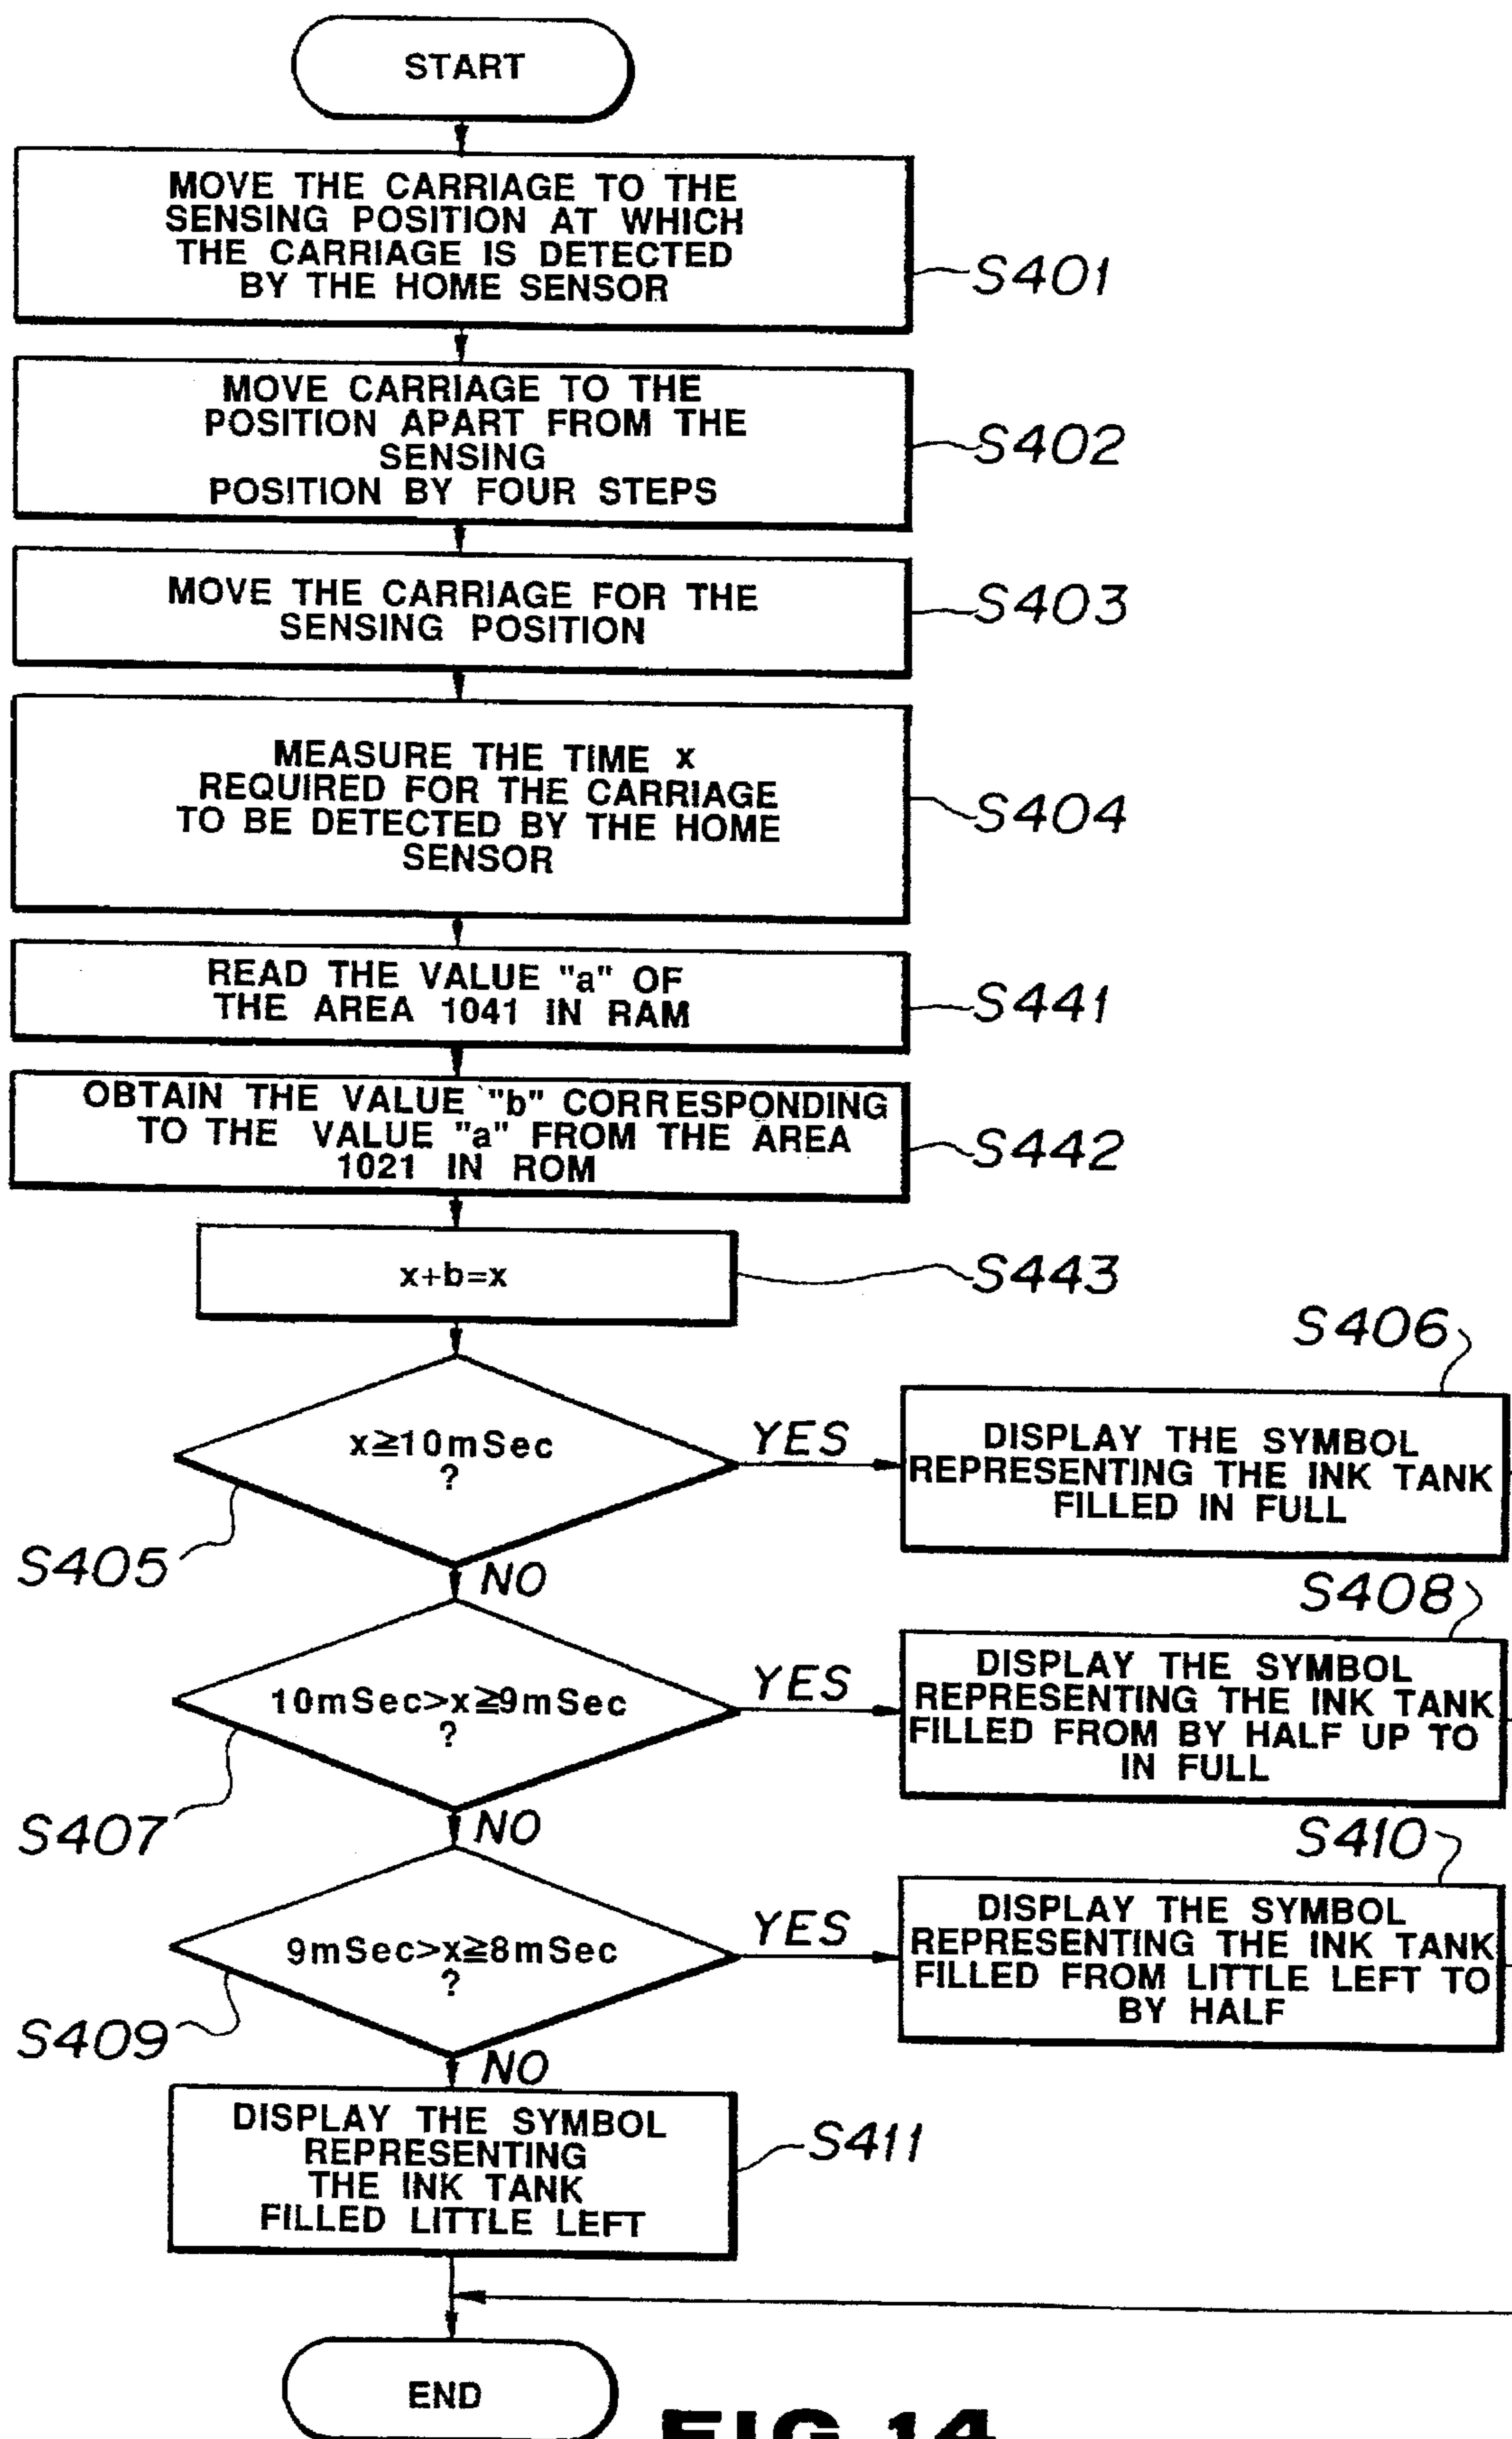 START
MOVE THE CARRIAGE TO THE
SENSING POSITION AT WHICH
THE CARRIAGE IS DETECTED
BY THE HOME SENSOR
S401
MOVE CARRIAGE TO THE
POSITION APART FROM THE
SENSING
POSITION BY FOUR STEPS
S402
MOVE THE CARRIAGE FOR THE
SENSING POSITION
S403
MEASURE THE TIME x
REQUIRED FOR THE CARRIAGE
TO BE DETECTED BY THE HOME
SENSOR
S404
READ THE VALUE "a" OF
THE AREA 1041 IN RAM
S441
OBTAIN THE VALUE "b" CORRESPONDING
TO THE VALUE "a" FROM THE AREA
1021 IN ROM
S442
x+b=x
S443
x≧10mSec
?
S405
YES
S406
DISPLAY THE SYMBOL
REPRESENTING THE INK TANK
FILLED IN FULL
NO
10mSec>x≧9mSec
?
S407
YES
S408
DISPLAY THE SYMBOL
REPRESENTING THE INK TANK
FILLED FROM BY HALF UP TO
IN FULL
NO
9mSec>x≧8mSec
?
S409
YES
S410
DISPLAY THE SYMBOL
REPRESENTING THE INK TANK
FILLED FROM LITTLE LEFT TO
BY HALF
NO
DISPLAY THE SYMBOL
REPRESENTING
THE INK TANK
FILLED LITTLE LEFT
S411
END
FIG.14